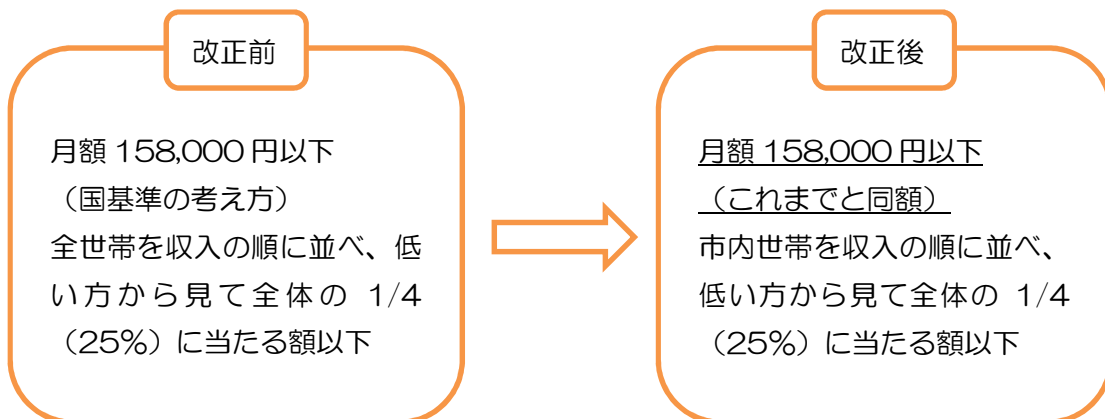 改正前
月額 158,000 円以下
（国基準の考え方）
全世帯を収入の順に並べ、低
い方から見て全体の 1/4
（25%）に当たる額以下
改正後
月額 158,000 円以下
（これまでと同額）
市内世帯を収入の順に並べ、
低い方から見て全体の 1/4
（25%）に当たる額以下